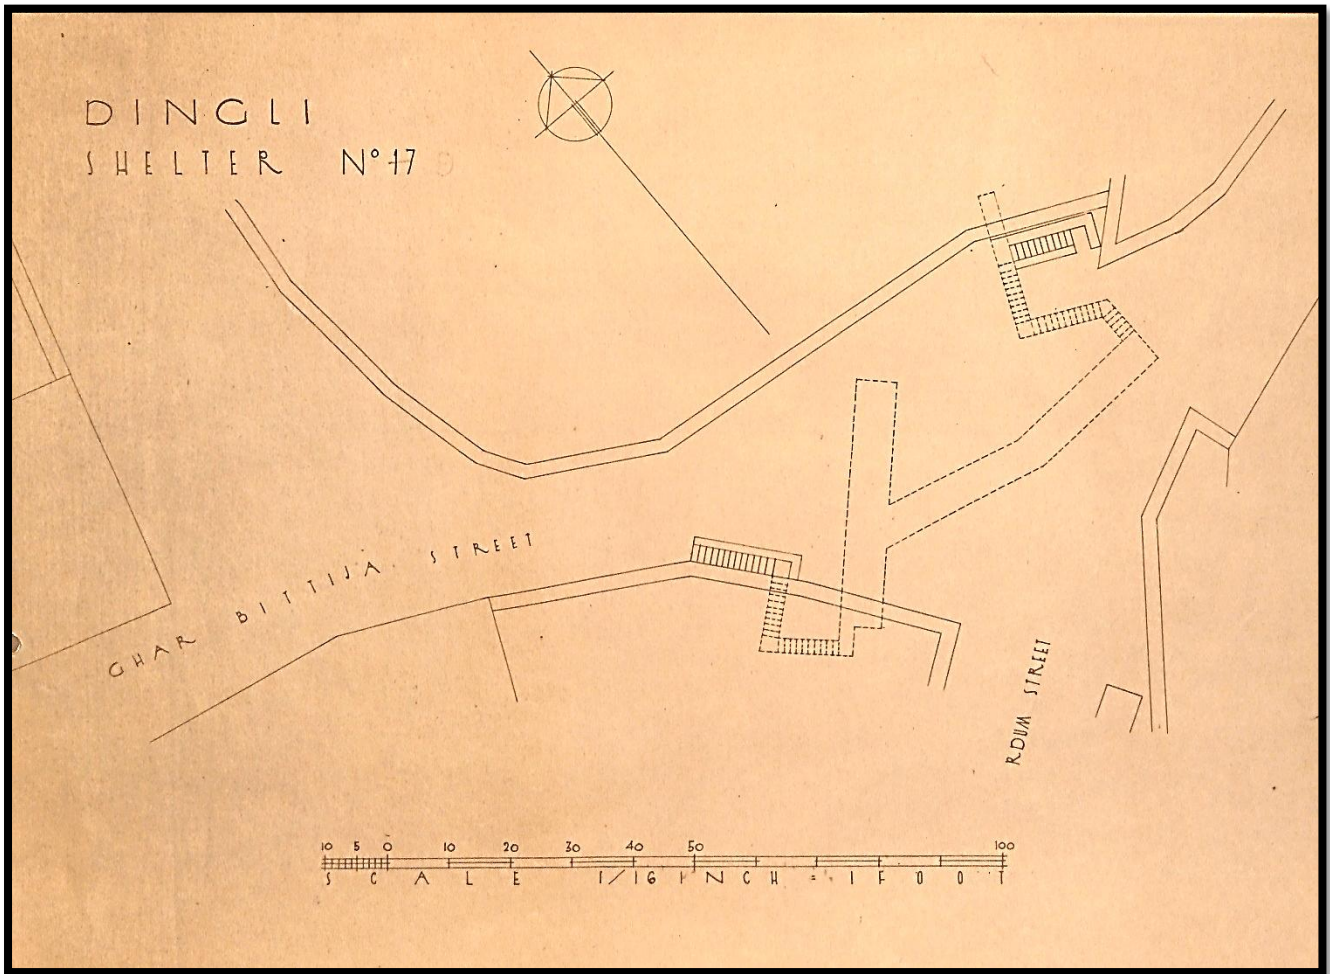 DINGLI
SHELTER Nº 17
GHAR BITTIJA STREET
RDUM STREET
10 5 0 10 20 30 40 50 100
SCALE 1/16 INCH = 1 FOOT